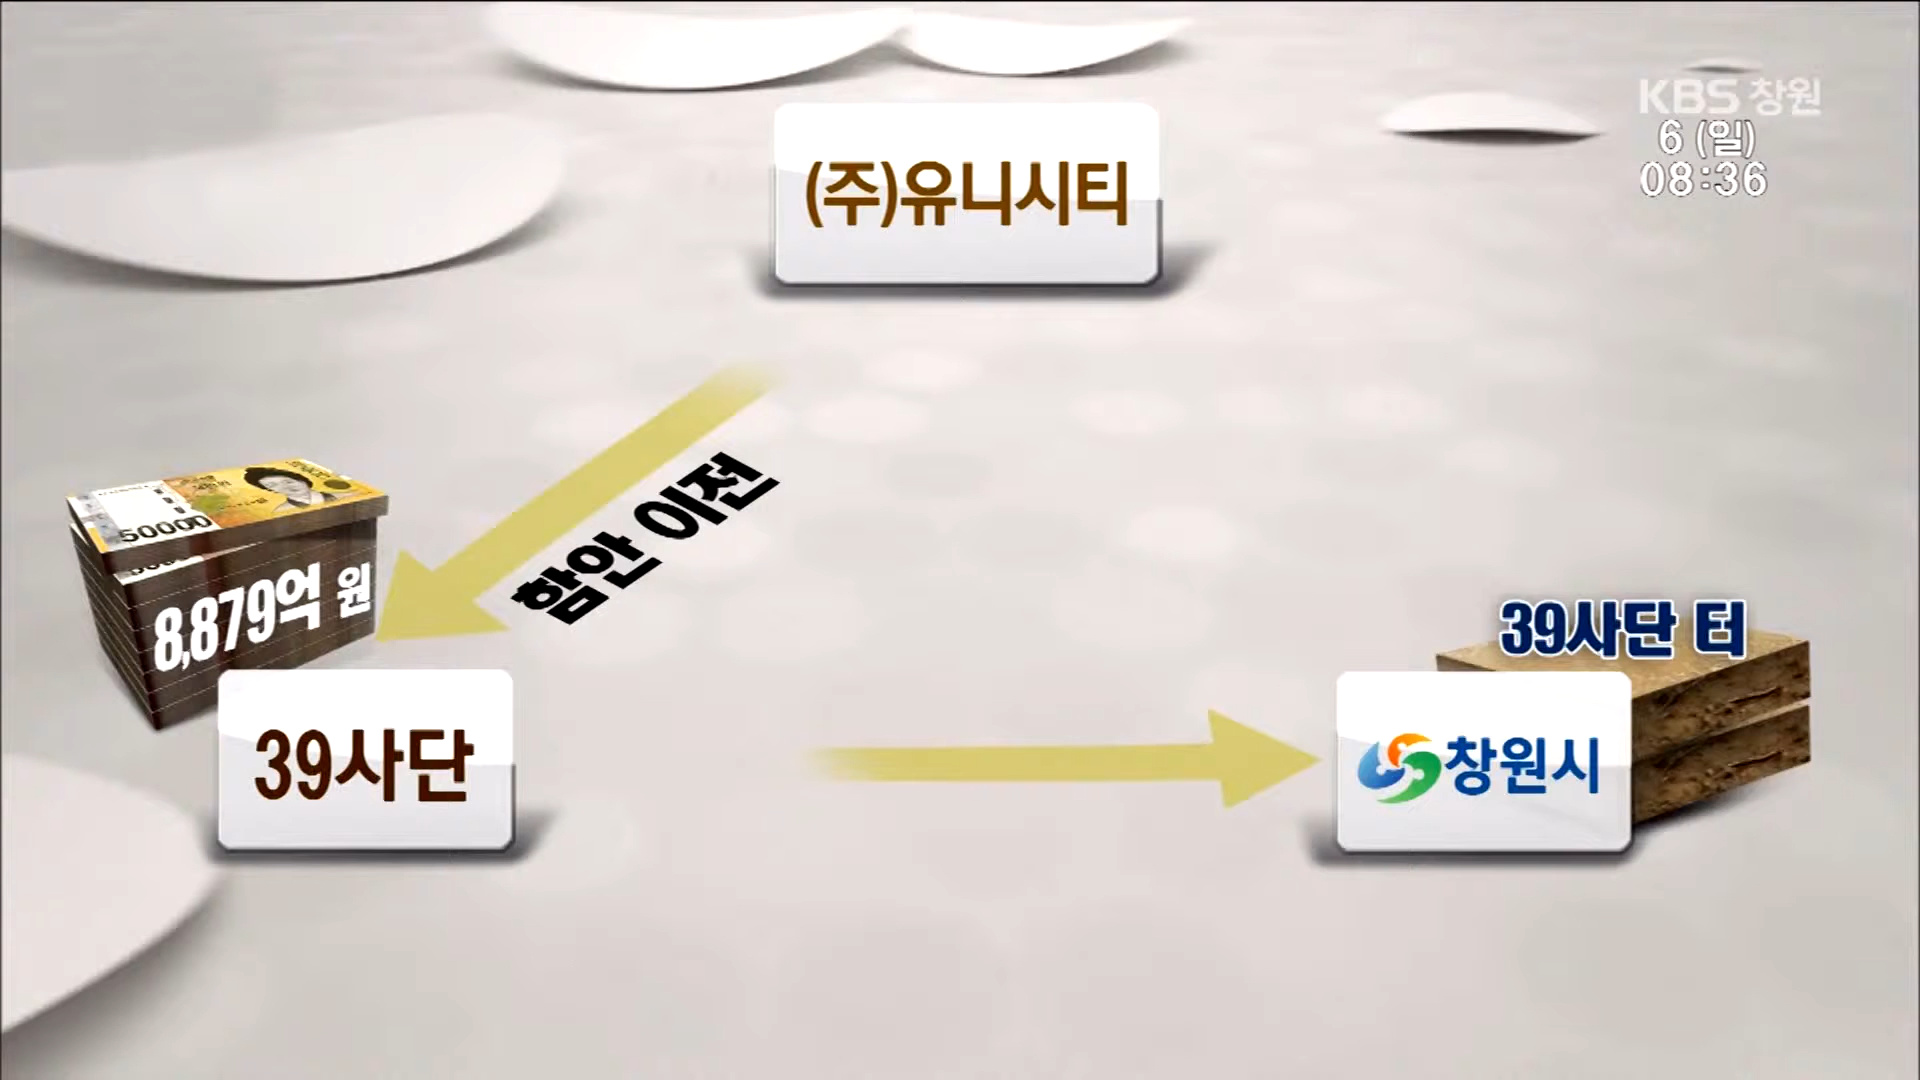 KBS 창원
6 (일)
08:36
(주)유니시티
함안 이전
50000
8,879억 원
39사단
39사단 터
창원시